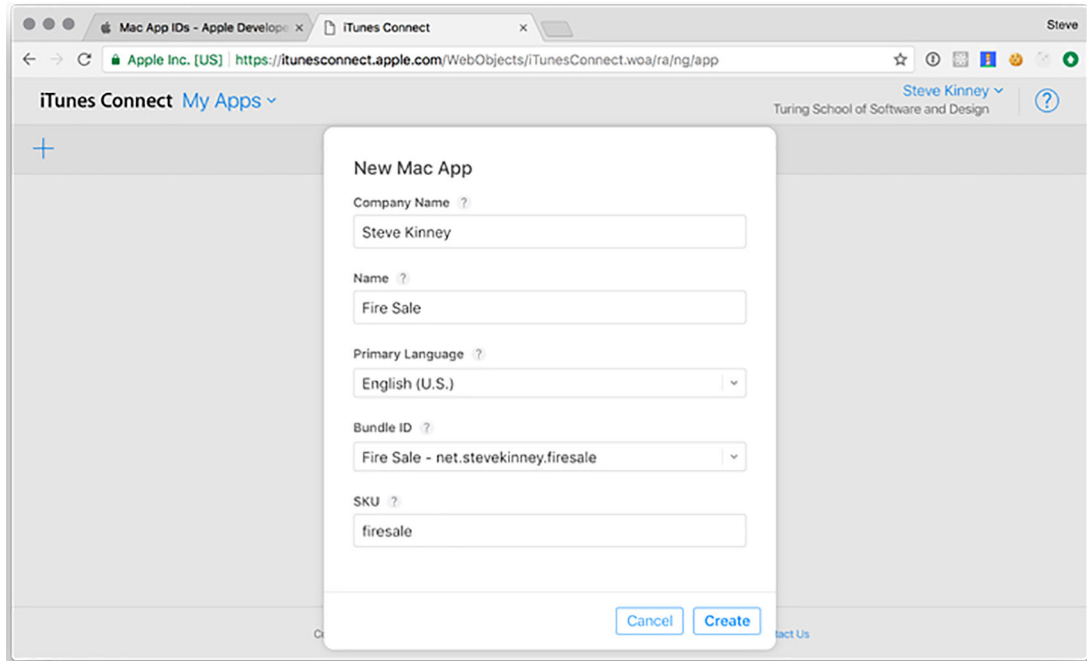 Mac App IDs - Apple Develope
iTunes Connect
Steve
Apple Inc. [US] https://itunesconnect.apple.com/WebObjects/iTunesConnect.woa/ra/ng/app
iTunes Connect My Apps
Steve Kinney
Turing School of Software and Design
?
New Mac App
Company Name ?
Steve Kinney
Name ?
Fire Sale
Primary Language ?
English (U.S.)
Bundle ID ?
Fire Sale - net.stevekinney.firesale
SKU ?
firesale
Cancel Create
tact Us